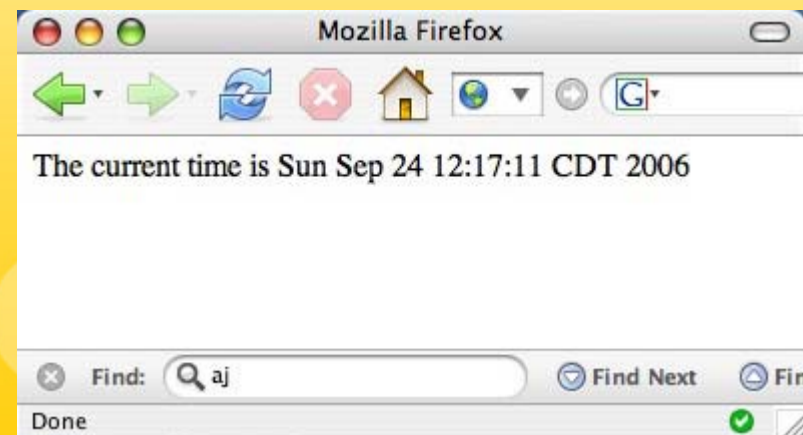 Mozilla Firefox
G
The current time is Sun Sep 24 12:17:11 CDT 2006
Find: aj Find Next Fin
Done